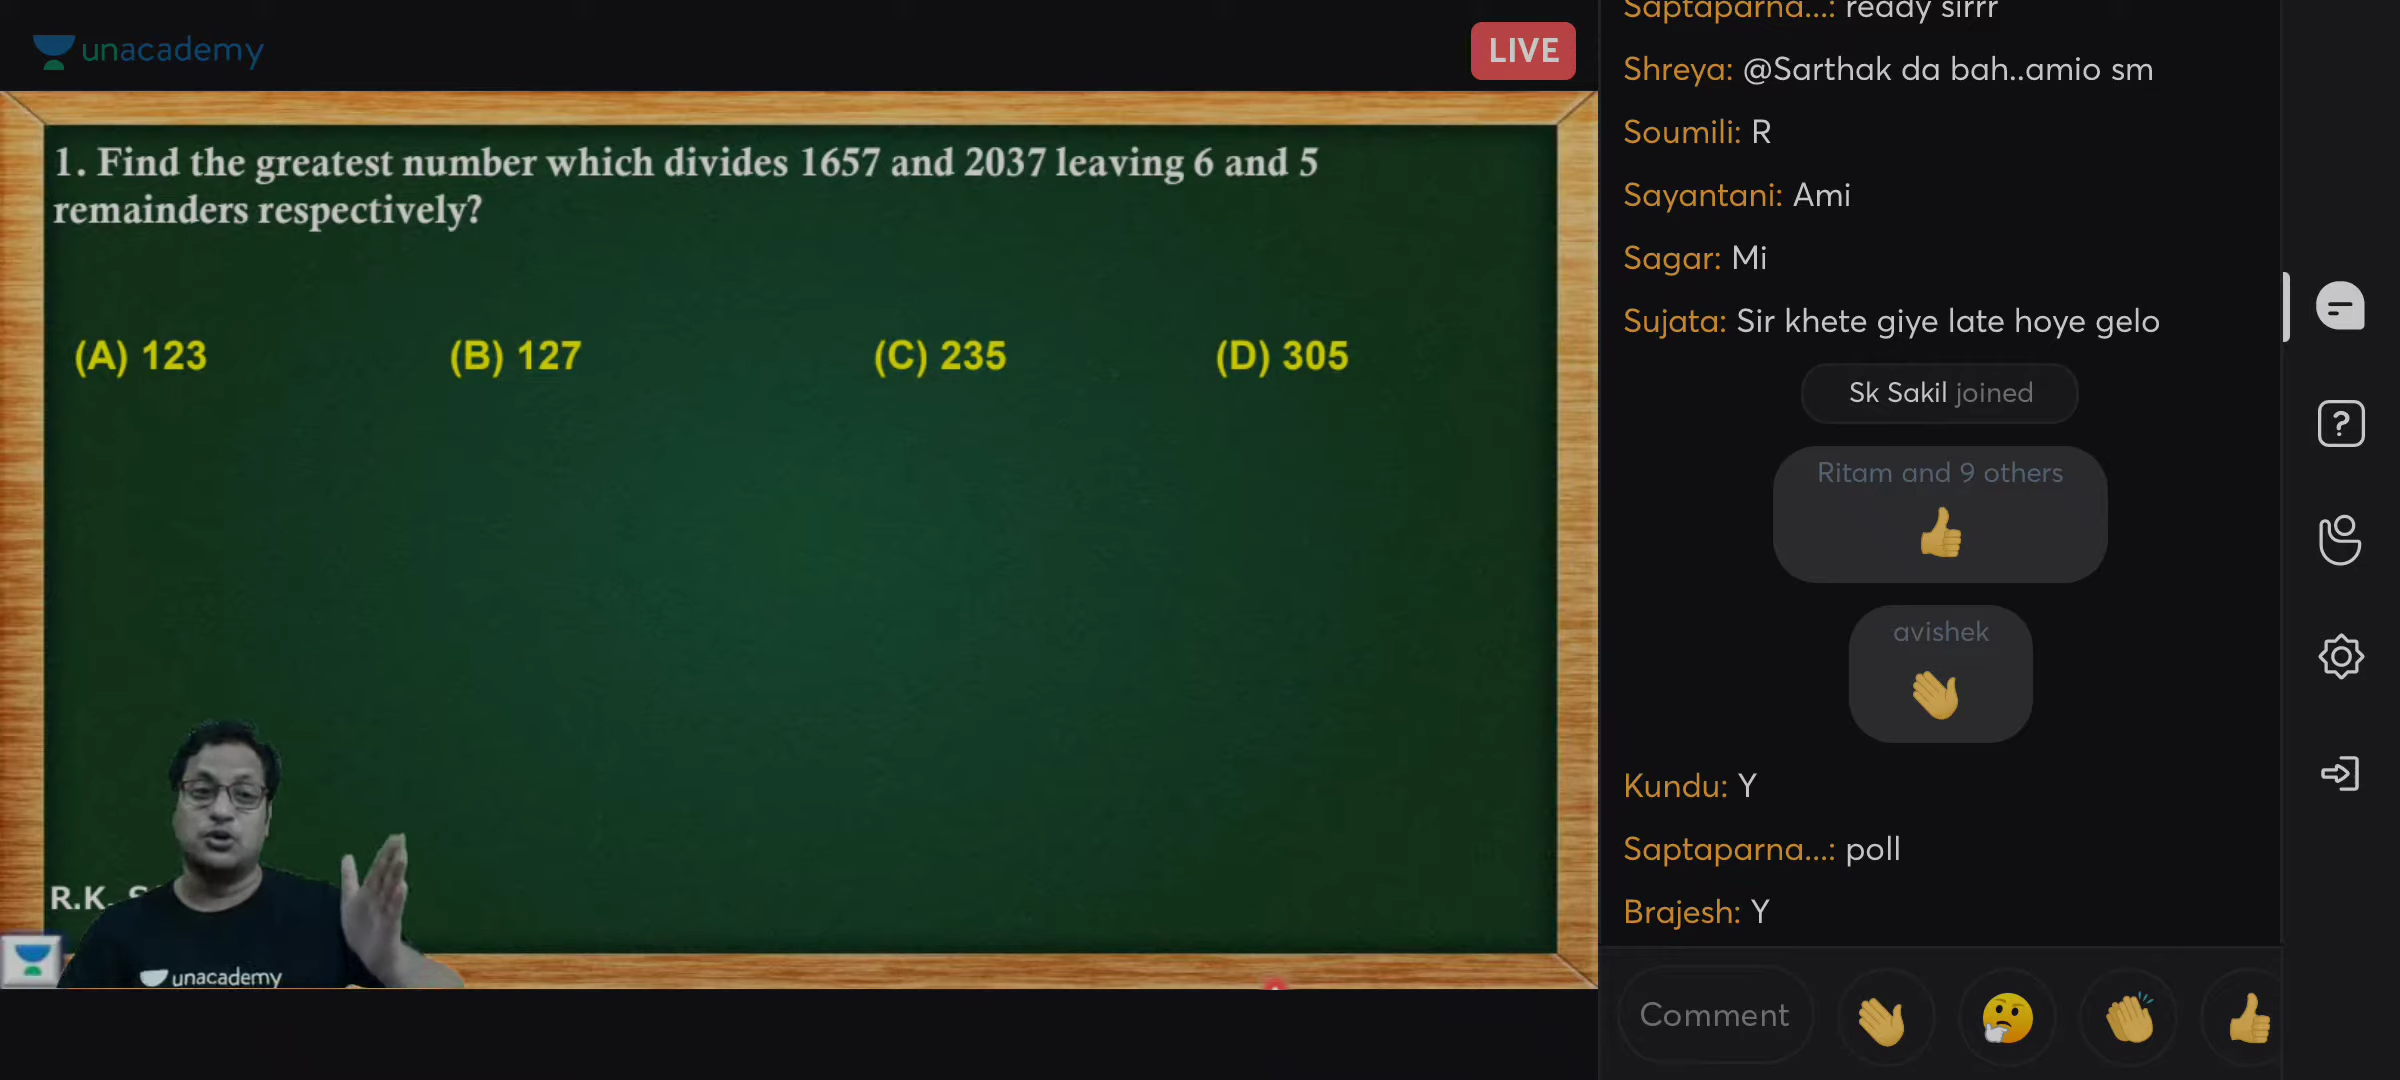 unacademy
LIVE
1. Find the greatest number which divides 1657 and 2037 leaving 6 and 5
remainders respectively?
(A) 123 (B) 127 (C) 235 (D) 305
R.K.
unacademy
Saptaparna...: ready sirrr
Shreya: @Sarthak da bah..amio sm
Soumili: R
Sayantani: Ami
Sagar: Mi
Sujata: Sir khete giye late hoye gelo
Sk Sakil joined
Ritam and 9 others
avishek
Kundu: Y
Saptaparna...: poll
Brajesh: Y
Comment